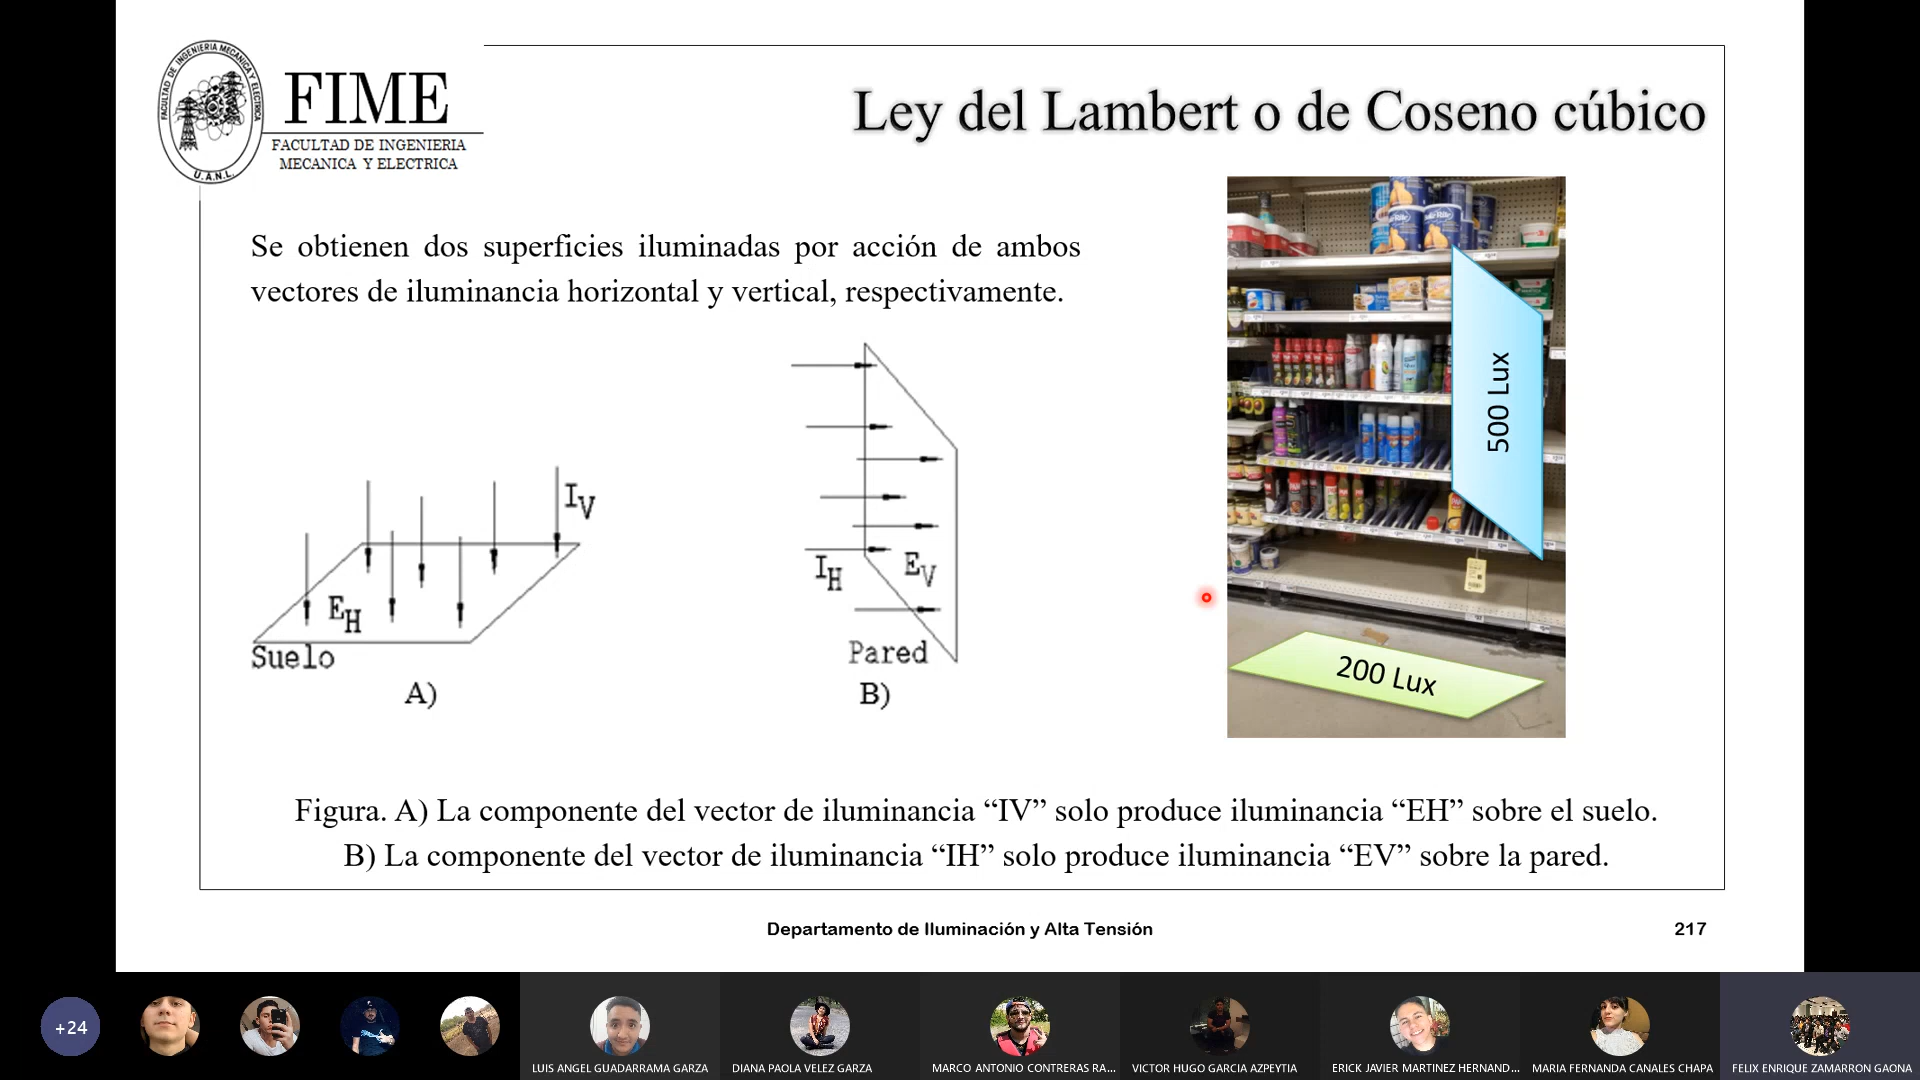 FACULTAD DE INGENIERIA MECANICA Y ELECTRICA
U.A.N.L.
FIME
FACULTAD DE INGENIERIA
MECANICA Y ELECTRICA
Ley del Lambert o de Coseno cúbico
Se obtienen dos superficies iluminadas por acción de ambos
vectores de iluminancia horizontal y vertical, respectivamente.
IV
EH
Suelo
A)
IH
EV
Pared
B)
500 Lux
200 Lux
Figura. A) La componente del vector de iluminancia “IV” solo produce iluminancia “EH” sobre el suelo.
B) La componente del vector de iluminancia “IH” solo produce iluminancia “EV” sobre la pared.
Departamento de Iluminación y Alta Tensión
217
+24
LUIS ANGEL GUADARRAMA GARZA
DIANA PAOLA VELEZ GARZA
MARCO ANTONIO CONTRERAS RA...
VICTOR HUGO GARCIA AZPEYTIA
ERICK JAVIER MARTINEZ HERNAND...
MARIA FERNANDA CANALES CHAPA
FELIX ENRIQUE ZAMARRON GAONA